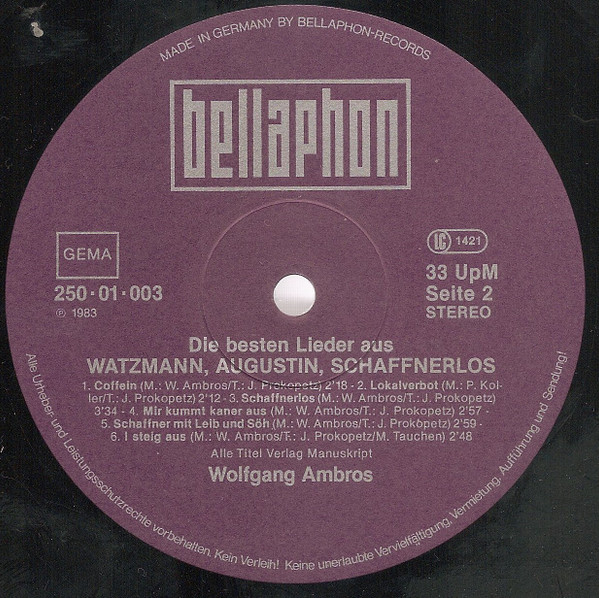 MADE IN GERMANY BY BELLAPHON-RECORDS
bellaphon
GEMA
250·01·003
℗ 1983
LC 1421
33 UpM
Seite 2
STEREO
Die besten Lieder aus
WATZMANN, AUGUSTIN, SCHAFFNERLOS
1. Coffein (M.: W. Ambros/T.: J. Prokopetz) 2'18 - 2. Lokalverbot (M.: P. Kol-
ler/T.: J. Prokopetz) 2'12 - 3. Schaffnerlos (M.: W. Ambros/T.: J. Prokopetz)
3'34 - 4. Mir kummt kaner aus (M.: W. Ambros/T.: J. Prokopetz) 2'57 -
5. Schaffner mit Leib und Söh (M.: W. Ambros/T.: J. Prokopetz) 2'59 -
6. I steig aus (M.: W. Ambros/T.: J. Prokopetz/M. Tauchen) 2'48
Alle Titel Verlag Manuskript
Wolfgang Ambros
Alle Urheber- und Leistungsschutzrechte vorbehalten. Kein Verleih! Keine unerlaubte Vervielfältigung, Vermietung, Aufführung und Sendung!